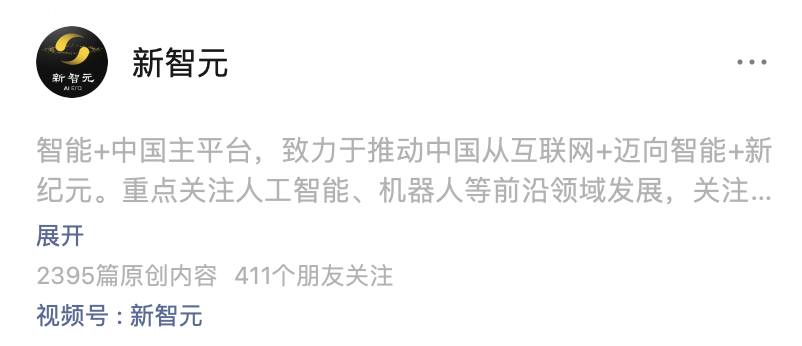 新智元
AI ERA
新智元
智能+中国主平台，致力于推动中国从互联网+迈向智能+新
纪元。重点关注人工智能、机器人等前沿领域发展，关注...
展开
2395篇原创内容 411个朋友关注
视频号：新智元